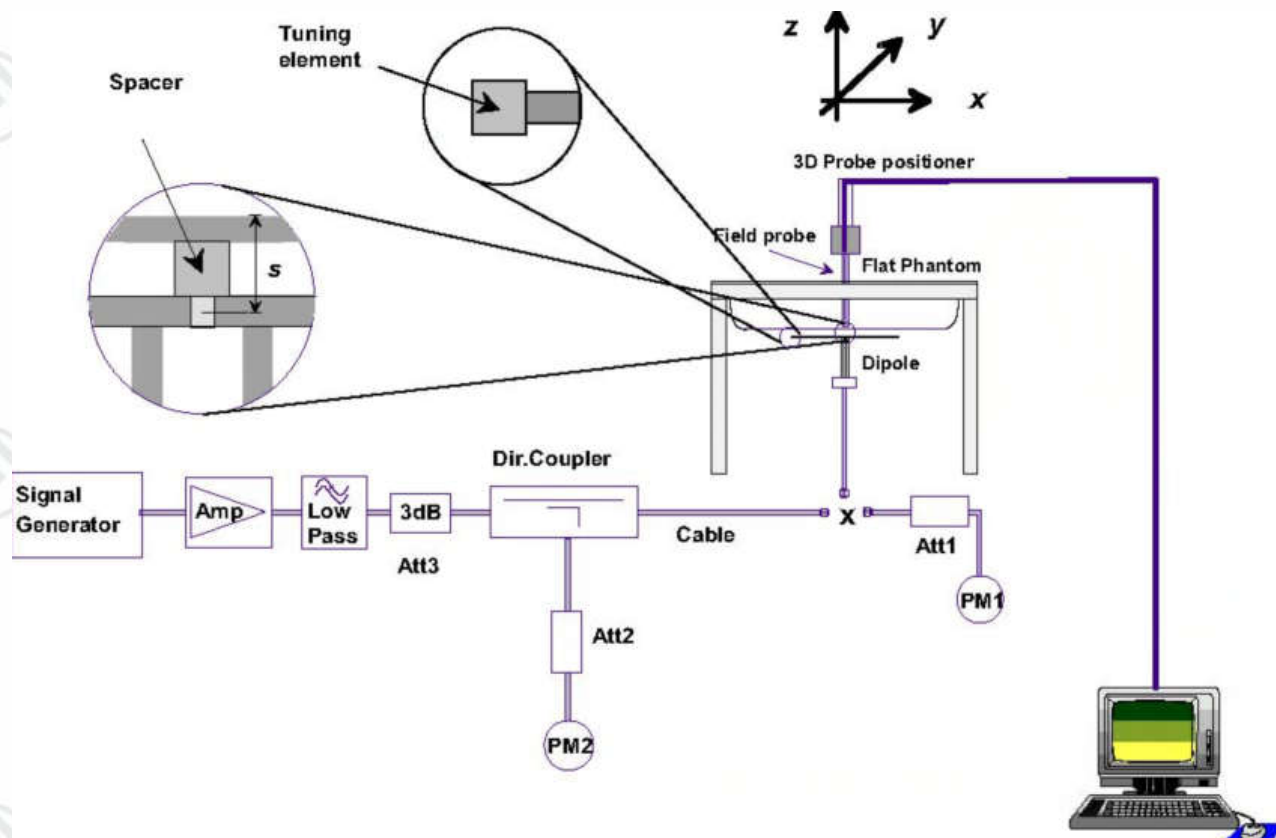 Tuning
element
Spacer
s
z
y
x
3D Probe positioner
Field probe
Flat Phantom
Dipole
Dir.Coupler
Signal
Generator
Amp
Low
Pass
3dB
Att3
Cable
x
Att1
PM1
Att2
PM2